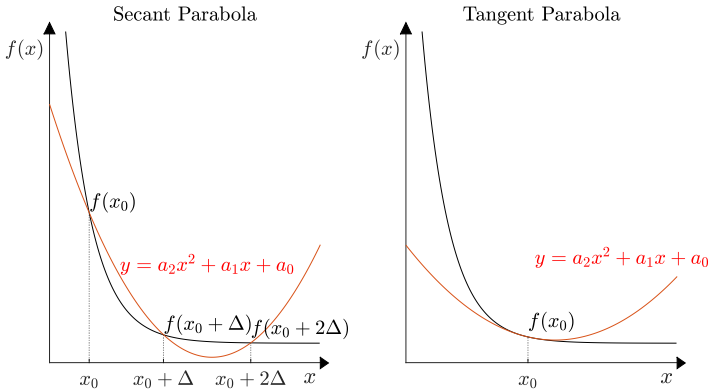 Secant Parabola
f(x)
f(x₀)
y = a₂x² + a₁x + a₀
f(x₀ + Δ)
f(x₀ + 2Δ)
x₀
x₀ + Δ
x₀ + 2Δ
x
Tangent Parabola
f(x)
y = a₂x² + a₁x + a₀
f(x₀)
x₀
x